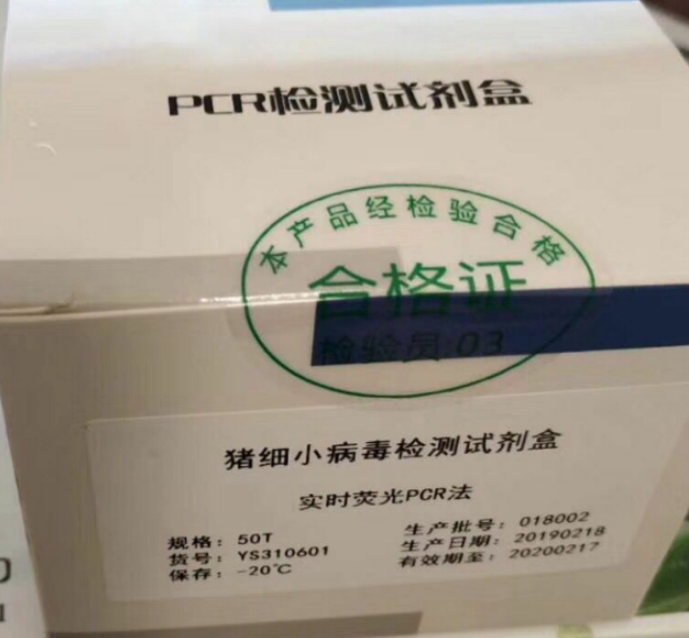 PCR检测试剂盒
本产品经检验合格
合格证
检验员:03
猪细小病毒检测试剂盒
实时荧光PCR法
规格: 50T
货号: YS310601
保存: -20℃
生产批号: 018002
生产日期: 20190218
有效期至: 20200217